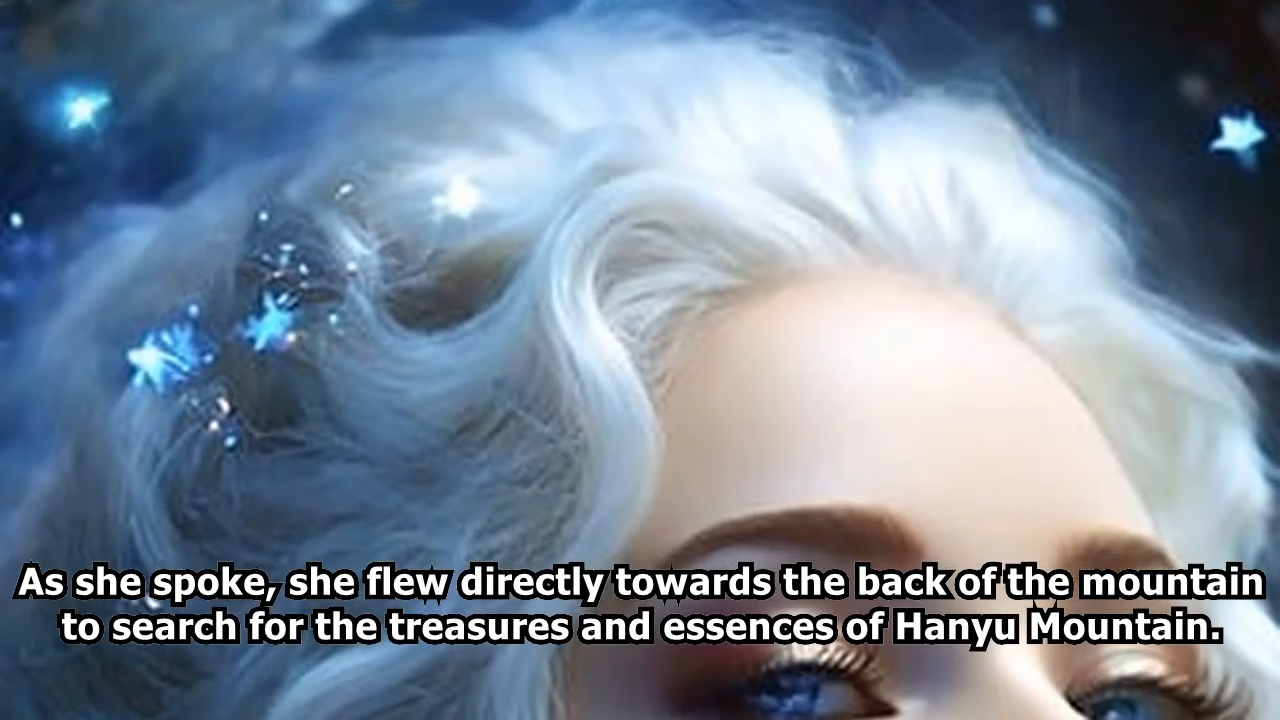 As she spoke, she flew directly towards the back of the mountain
to search for the treasures and essences of Hanyu Mountain.